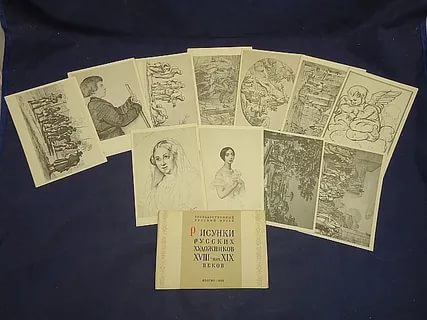 ГОСУДАРСТВЕННЫЙ
РУССКИЙ МУЗЕЙ
РИСУНКИ
РУССКИХ
ХУДОЖНИКОВ
XVIII–НАЧ. XIX
ВЕКОВ